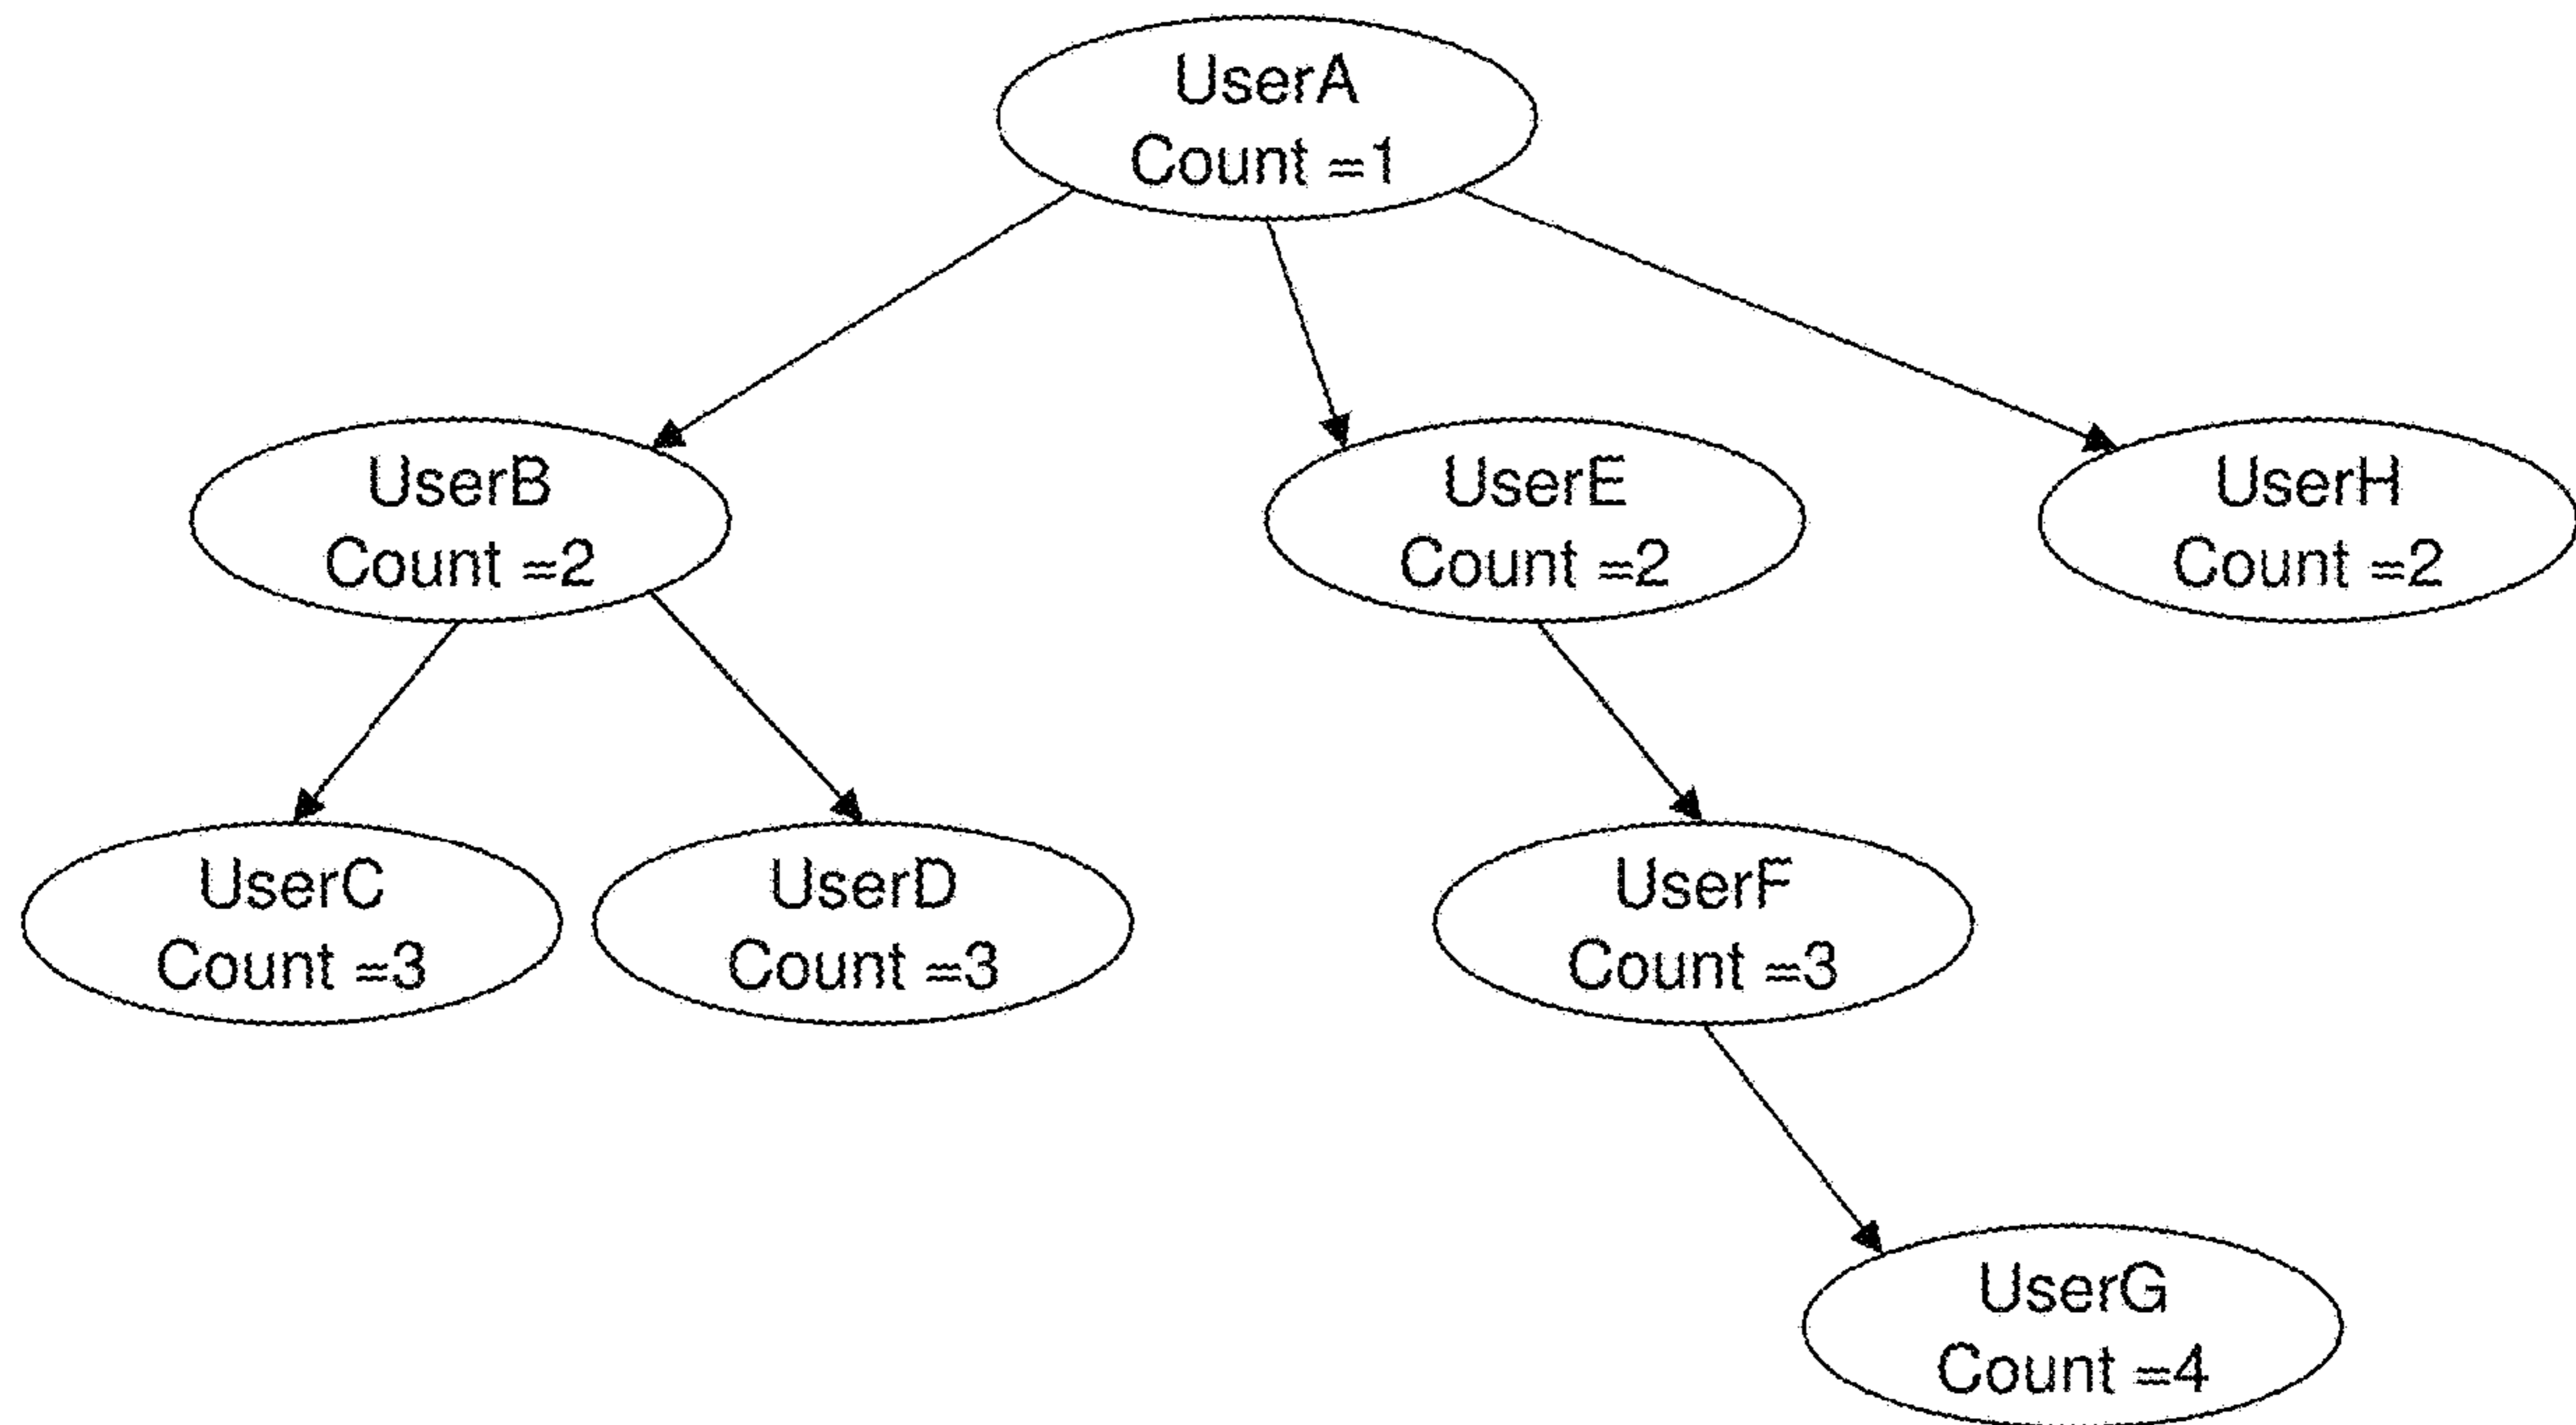 UserA
Count =1
UserB
Count =2
UserE
Count =2
UserH
Count =2
UserC
Count =3
UserD
Count =3
UserF
Count =3
UserG
Count =4